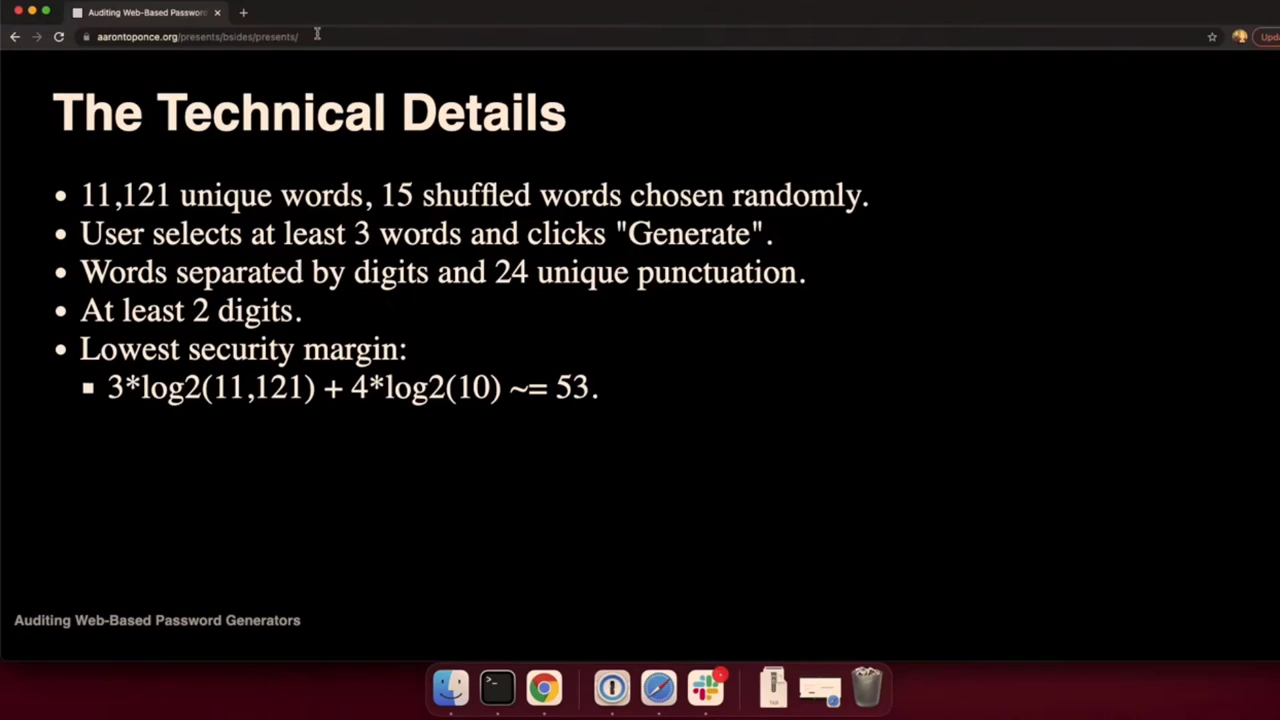 Auditing Web-Based Password
aarontoponce.org/presents/bsides/presents/
The Technical Details
11,121 unique words, 15 shuffled words chosen randomly.
User selects at least 3 words and clicks "Generate".
Words separated by digits and 24 unique punctuation.
At least 2 digits.
Lowest security margin:
3*log2(11,121) + 4*log2(10) ~= 53.
Auditing Web-Based Password Generators